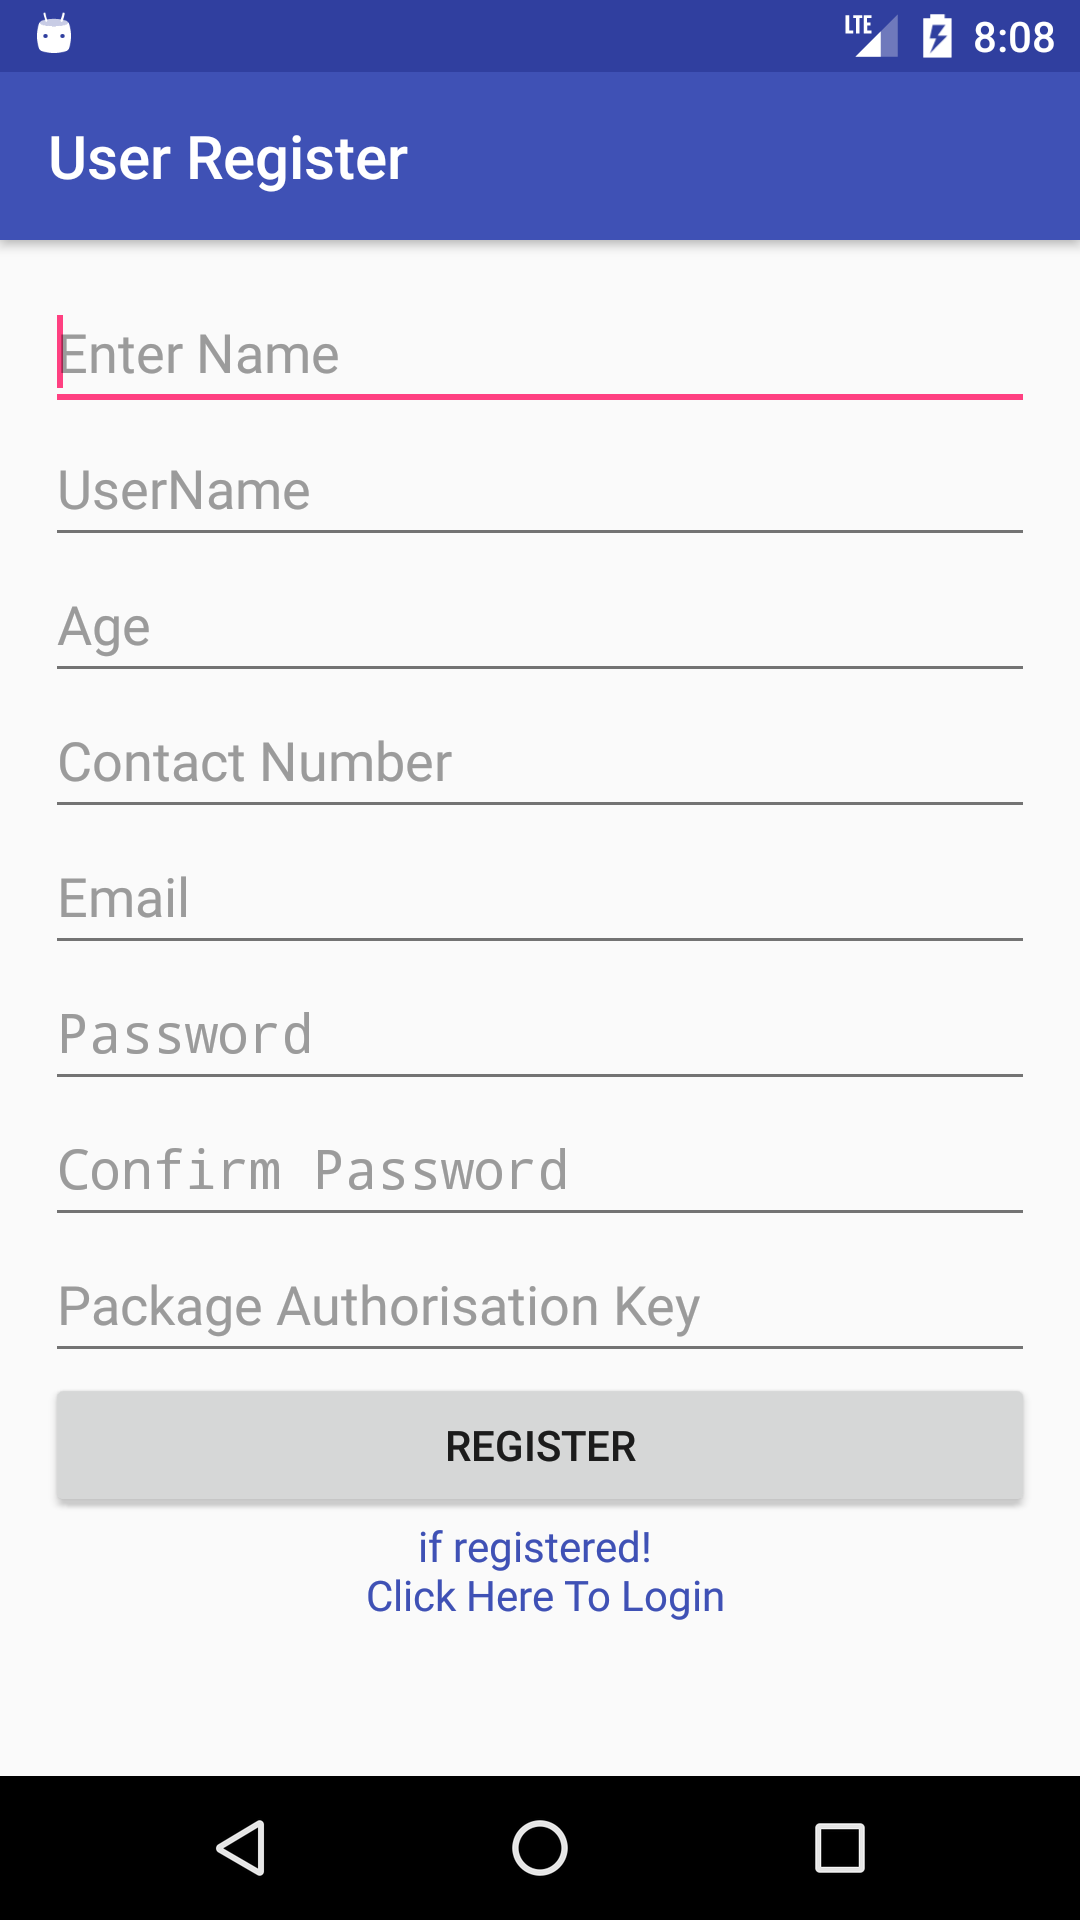 LTE 8:08
User Register
Enter Name
UserName
Age
Contact Number
Email
Password
Confirm Password
Package Authorisation Key
REGISTER
if registered!
Click Here To Login